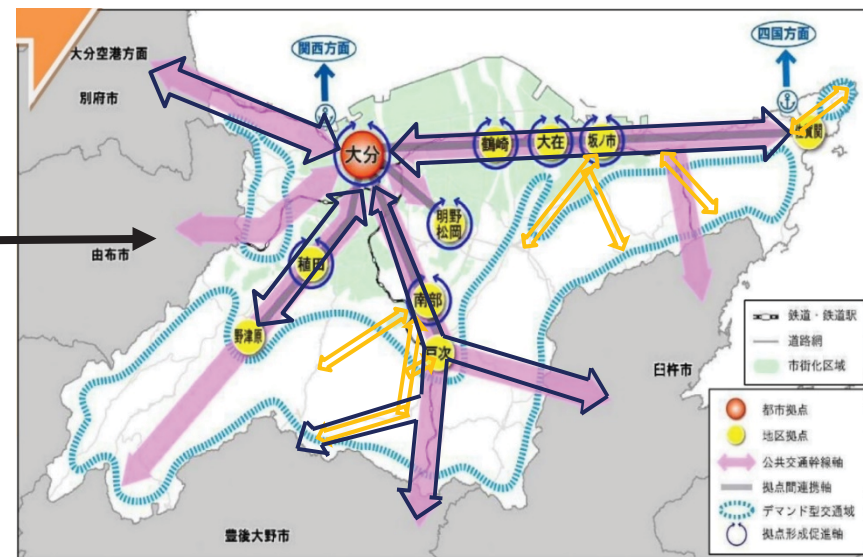 大分空港方面
別府市
関西方面
四国方面
大分
鶴崎
大在
坂ノ市
佐賀関
明野
松岡
由布市
稙田
南部
野津原
戸次
臼杵市
豊後大野市
鉄道・鉄道駅
道路網
市街化区域
都市拠点
地区拠点
公共交通幹線軸
拠点間連携軸
デマンド型交通域
拠点形成促進軸